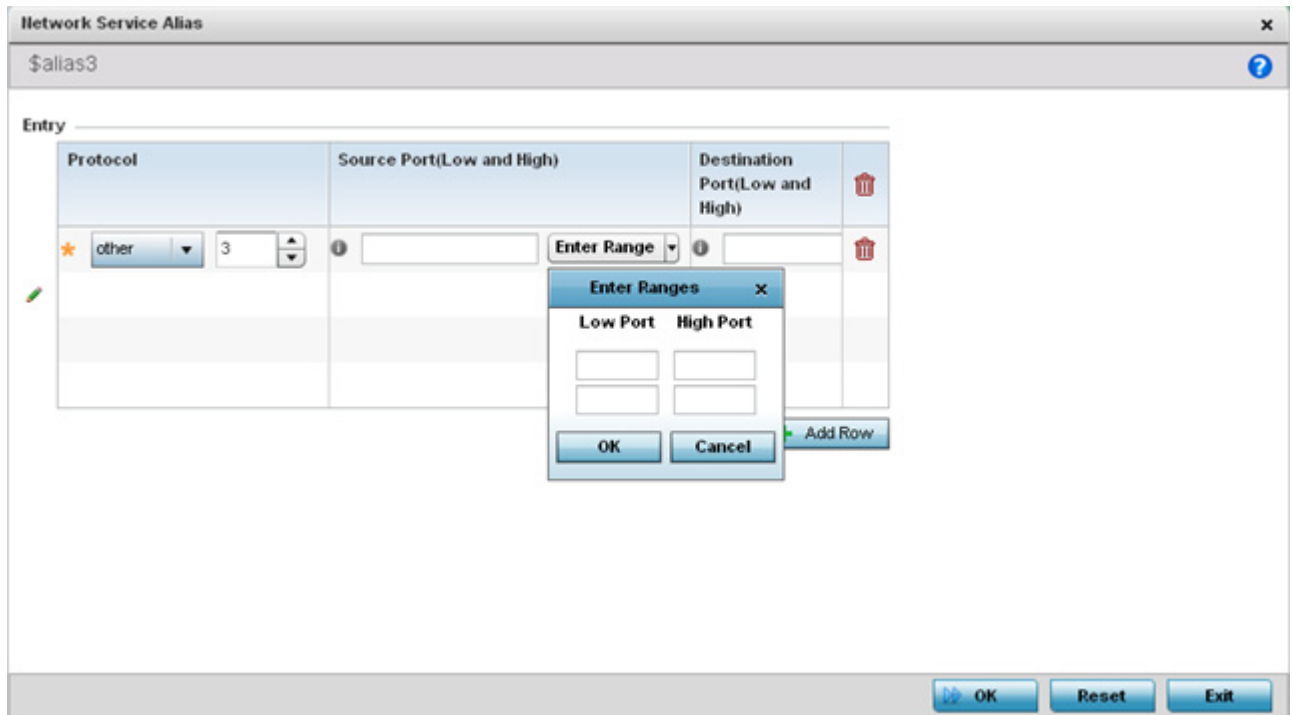 Network Service Alias
$alias3
Entry
Protocol
Source Port(Low and High)
Destination
Port(Low and
High)
other
3
Enter Range
Enter Ranges
Low Port High Port
OK Cancel
Add Row
OK Reset Exit